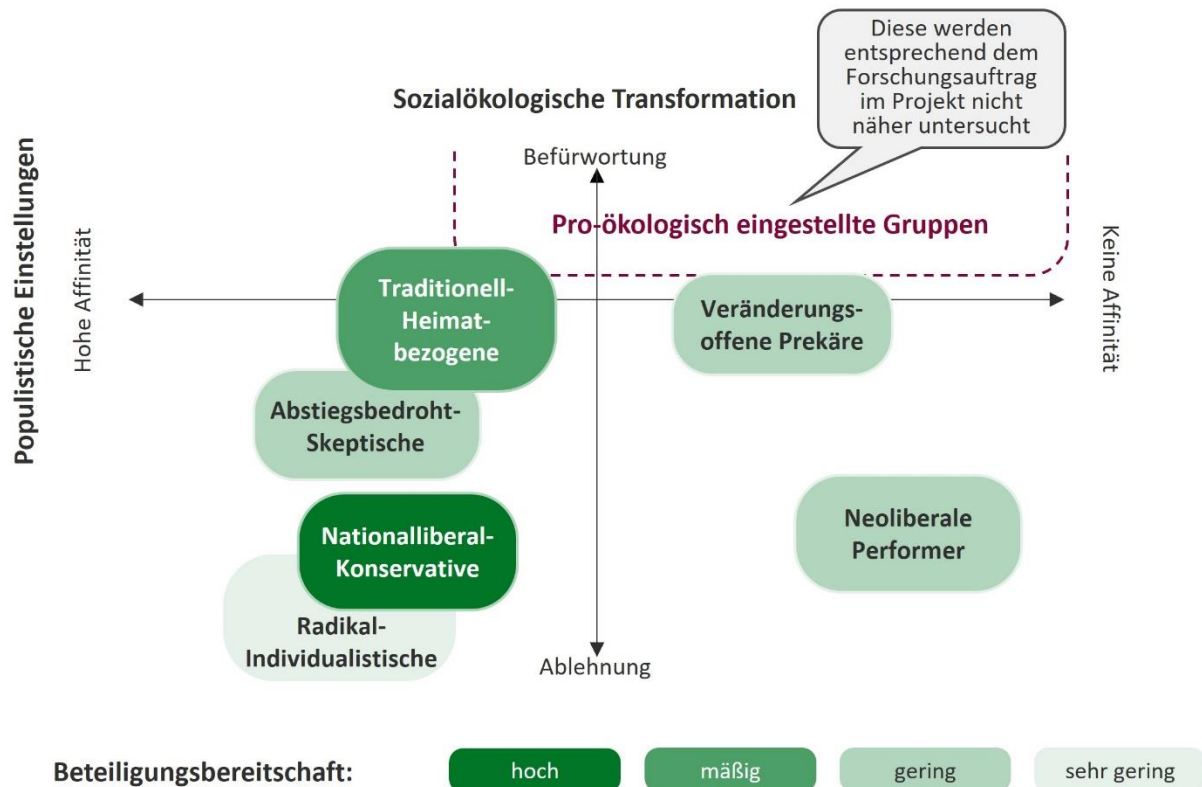 Diese werden
entsprechend dem
Forschungsauftrag
im Projekt nicht
näher untersucht
Sozialökologische Transformation
Befürwortung
Pro-ökologisch eingestellte Gruppen
Populistische Einstellungen
Hohe Affinität
Keine Affinität
Traditionell-
Heimat-
bezogene
Veränderungs-
offene Prekäre
Abstiegsbedroht-
Skeptische
Nationalliberal-
Konservative
Neoliberale
Performer
Radikal-
Individualistische
Ablehnung
Beteiligungsbereitschaft:
hoch
mäßig
gering
sehr gering